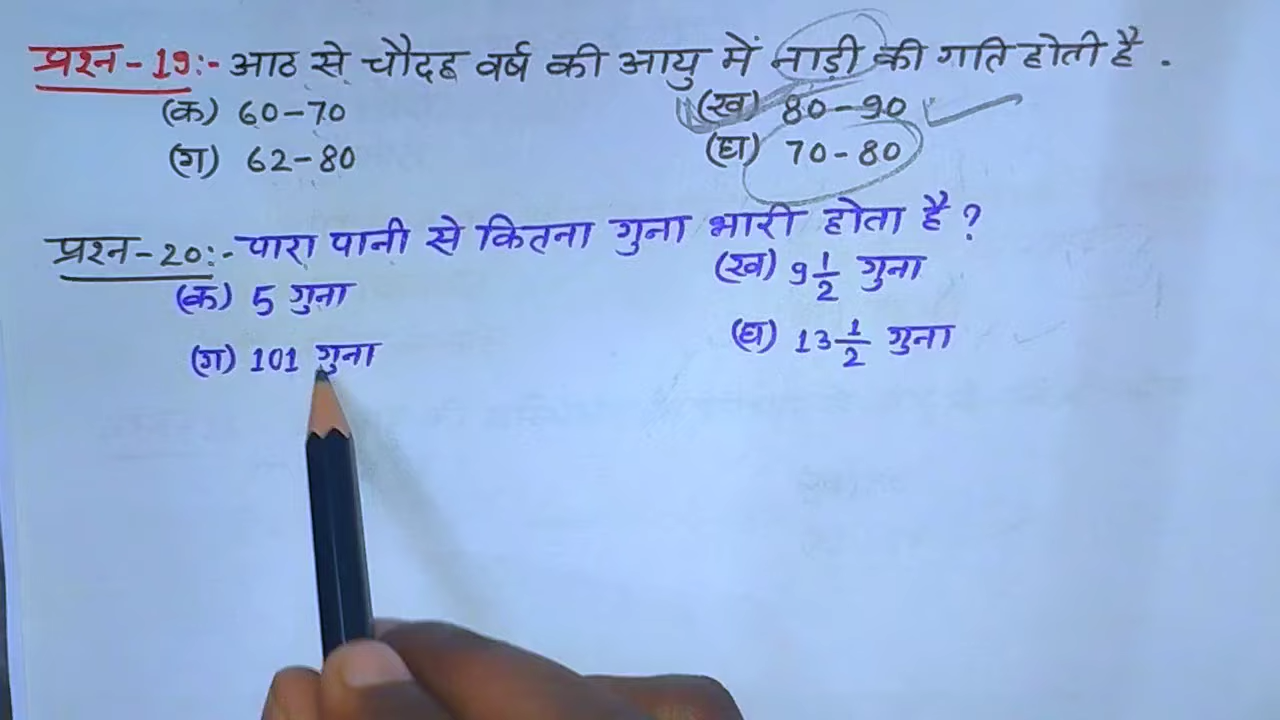 प्रश्न-19:- आठ से चौदह वर्ष की आयु में नाड़ी की गति होती है .
(क) 60-70 (ख) 80-90
(ग) 62-80 (घ) 70-80
प्रश्न-20:- पारा पानी से कितना गुना भारी होता है ?
(क) 5 गुना (ख) 9 1/2 गुना
(ग) 101 गुना (घ) 13 1/2 गुना